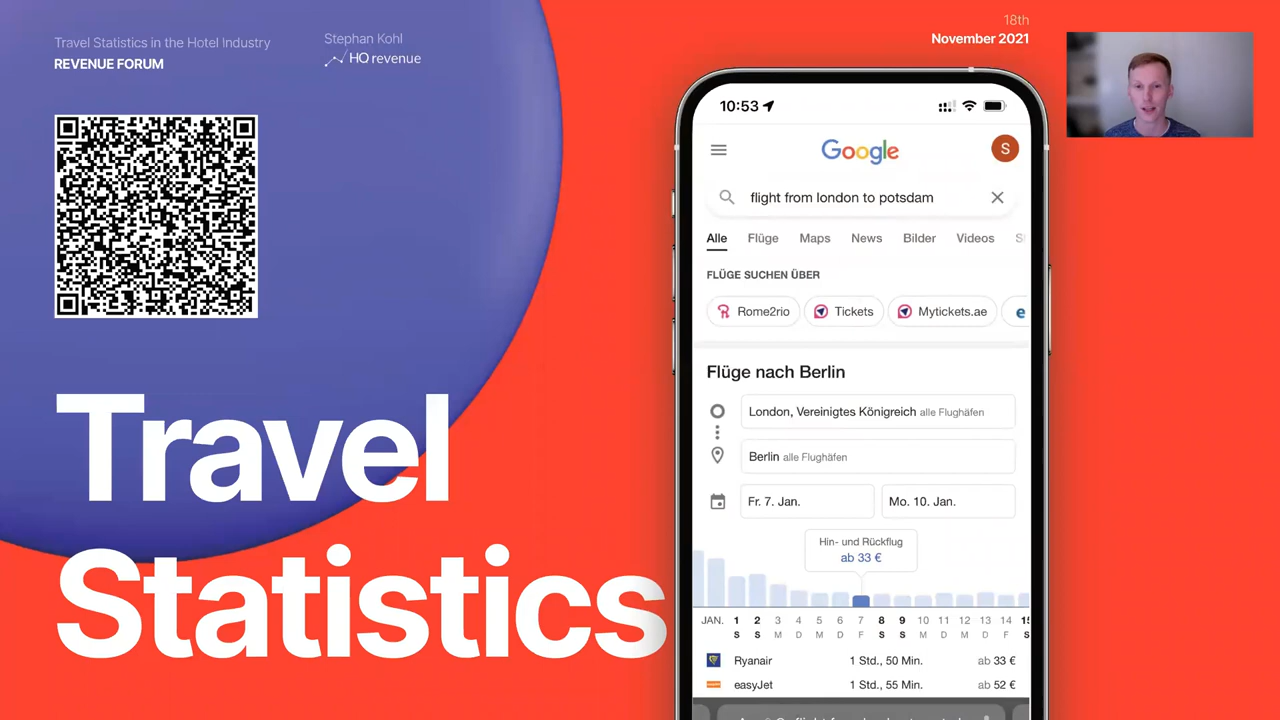 Travel Statistics in the Hotel Industry
REVENUE FORUM
Stephan Kohl
HQ revenue
18th
November 2021
Travel
Statistics
10:53
Google
S
flight from london to potsdam
Alle Flüge Maps News Bilder Videos
FLÜGE SUCHEN ÜBER
Rome2rio Tickets Mytickets.ae e
Flüge nach Berlin
London, Vereinigtes Königreich alle Flughäfen
Berlin alle Flughäfen
Fr. 7. Jan. Mo. 10. Jan.
Hin- und Rückflug
ab 33 €
JAN. 1 2 3 4 5 6 7 8 9 10 11 12 13 14 15
S S M D M D F S S M D M D F S
Ryanair 1 Std., 50 Min. ab 33 €
easyJet 1 Std., 55 Min. ab 52 €